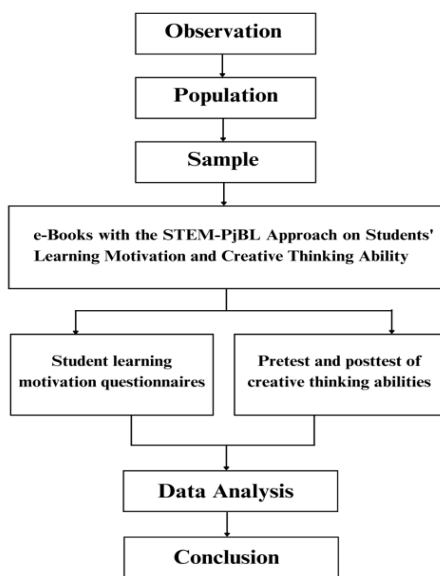 Observation
Population
Sample
e-Books with the STEM-PjBL Approach on Students'
Learning Motivation and Creative Thinking Ability
Student learning
motivation questionnaires
Pretest and posttest of
creative thinking abilities
Data Analysis
Conclusion